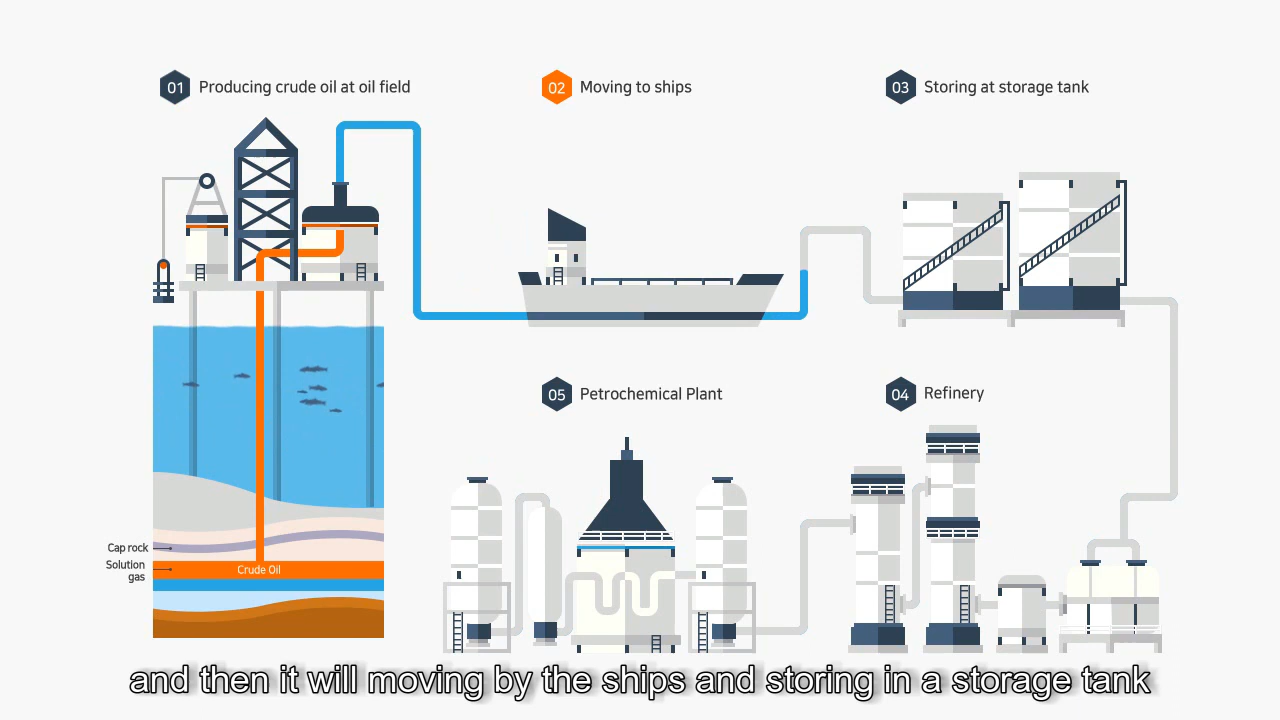 01 Producing crude oil at oil field
02 Moving to ships
03 Storing at storage tank
05 Petrochemical Plant
04 Refinery
Cap rock
Solution
gas
Crude Oil
and then it will moving by the ships and storing in a storage tank